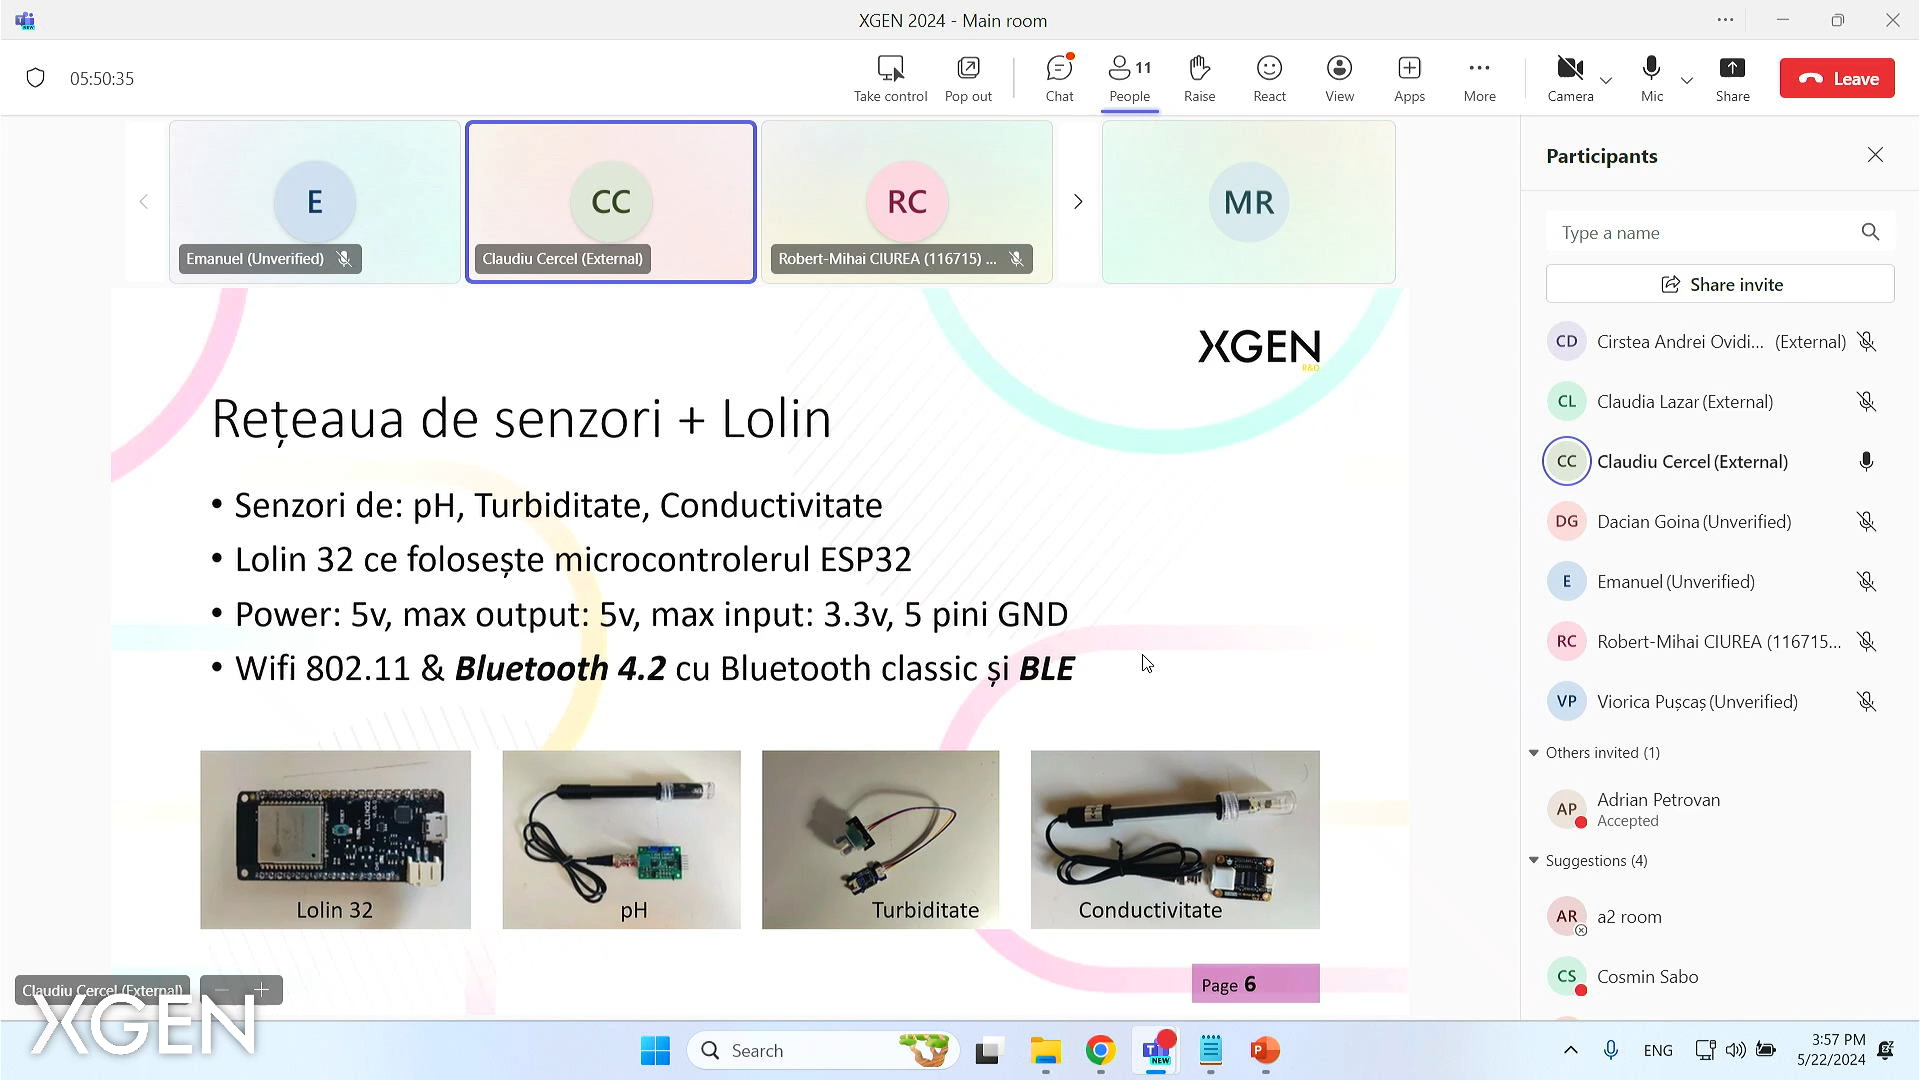 XGEN 2024 - Main room
05:50:35
Take control
Pop out
Chat
11
People
Raise
React
View
Apps
More
Camera
Mic
Share
Leave
E
Emanuel (Unverified)
CC
Claudiu Cercel (External)
RC
Robert-Mihai CIUREA (116715) ...
MR
XGEN
R&D
Rețeaua de senzori + Lolin
• Senzori de: pH, Turbiditate, Conductivitate
• Lolin 32 ce folosește microcontrolerul ESP32
• Power: 5v, max output: 5v, max input: 3.3v, 5 pini GND
• Wifi 802.11 & Bluetooth 4.2 cu Bluetooth classic și BLE
LOLIN32
Lolin 32
pH
Turbiditate
Conductivitate
Page 6
Claudiu Cercel (External)
XGEN
Participants
Type a name
Share invite
CD
Cirstea Andrei Ovidi... (External)
CL
Claudia Lazar (External)
CC
Claudiu Cercel (External)
DG
Dacian Goina (Unverified)
E
Emanuel (Unverified)
RC
Robert-Mihai CIUREA (116715...
VP
Viorica Pușcaș (Unverified)
Others invited (1)
AP
Adrian Petrovan
Accepted
Suggestions (4)
AR
a2 room
CS
Cosmin Sabo
Search
NEW
ENG
3:57 PM
5/22/2024